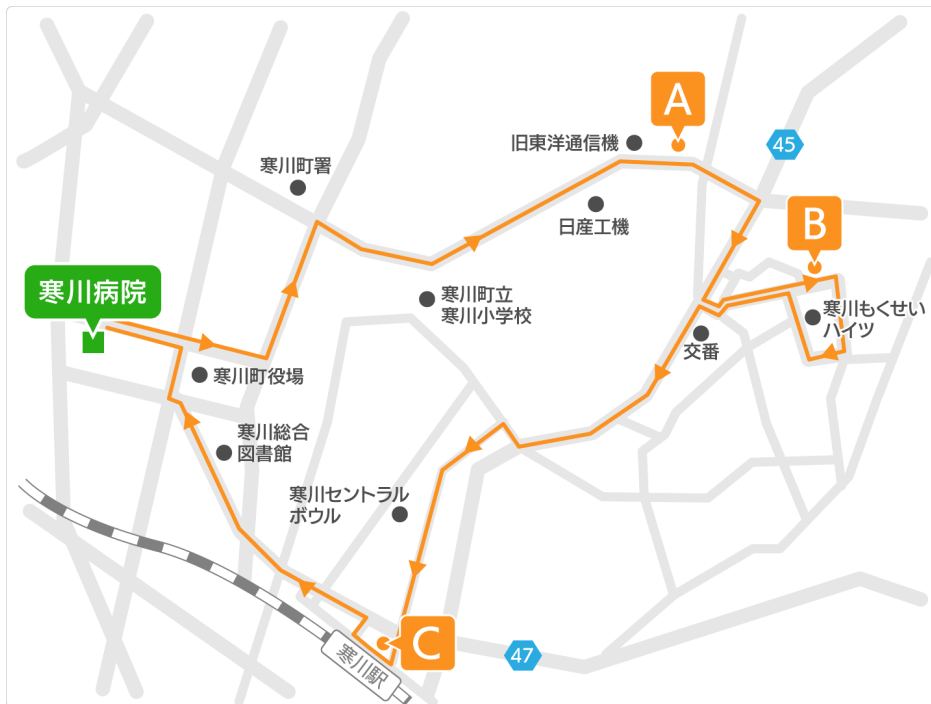 A
旧東洋通信機
45
寒川町署
B
日産工機
寒川病院
寒川町立
寒川小学校
寒川もくせい
ハイツ
交番
寒川町役場
寒川総合
図書館
寒川セントラル
ボウル
C
47
寒川駅